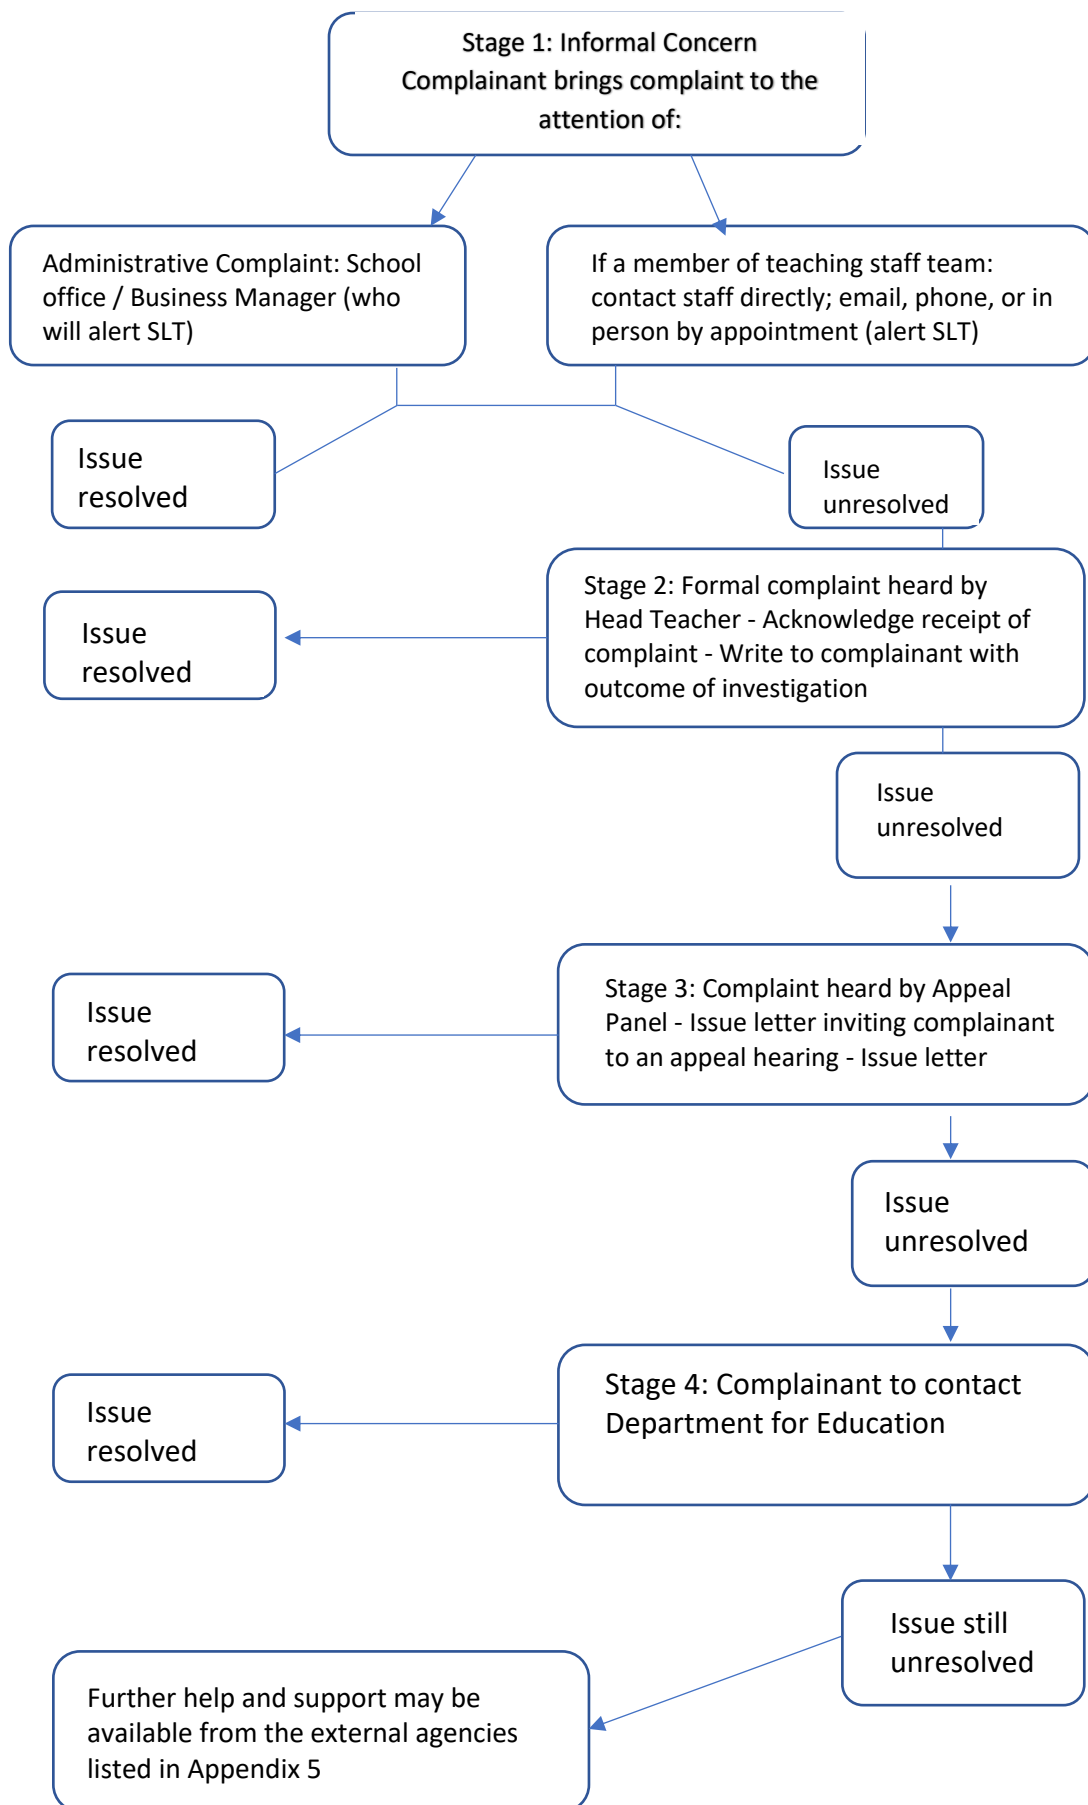 Stage 1: Informal Concern
Complainant brings complaint to the
attention of:
Administrative Complaint: School
office / Business Manager (who
will alert SLT)
If a member of teaching staff team:
contact staff directly; email, phone, or in
person by appointment (alert SLT)
Issue
resolved
Issue
unresolved
Stage 2: Formal complaint heard by
Head Teacher - Acknowledge receipt of
complaint - Write to complainant with
outcome of investigation
Issue
resolved
Issue
unresolved
Stage 3: Complaint heard by Appeal
Panel - Issue letter inviting complainant
to an appeal hearing - Issue letter
Issue
resolved
Issue
unresolved
Stage 4: Complainant to contact
Department for Education
Issue
resolved
Issue still
unresolved
Further help and support may be
available from the external agencies
listed in Appendix 5